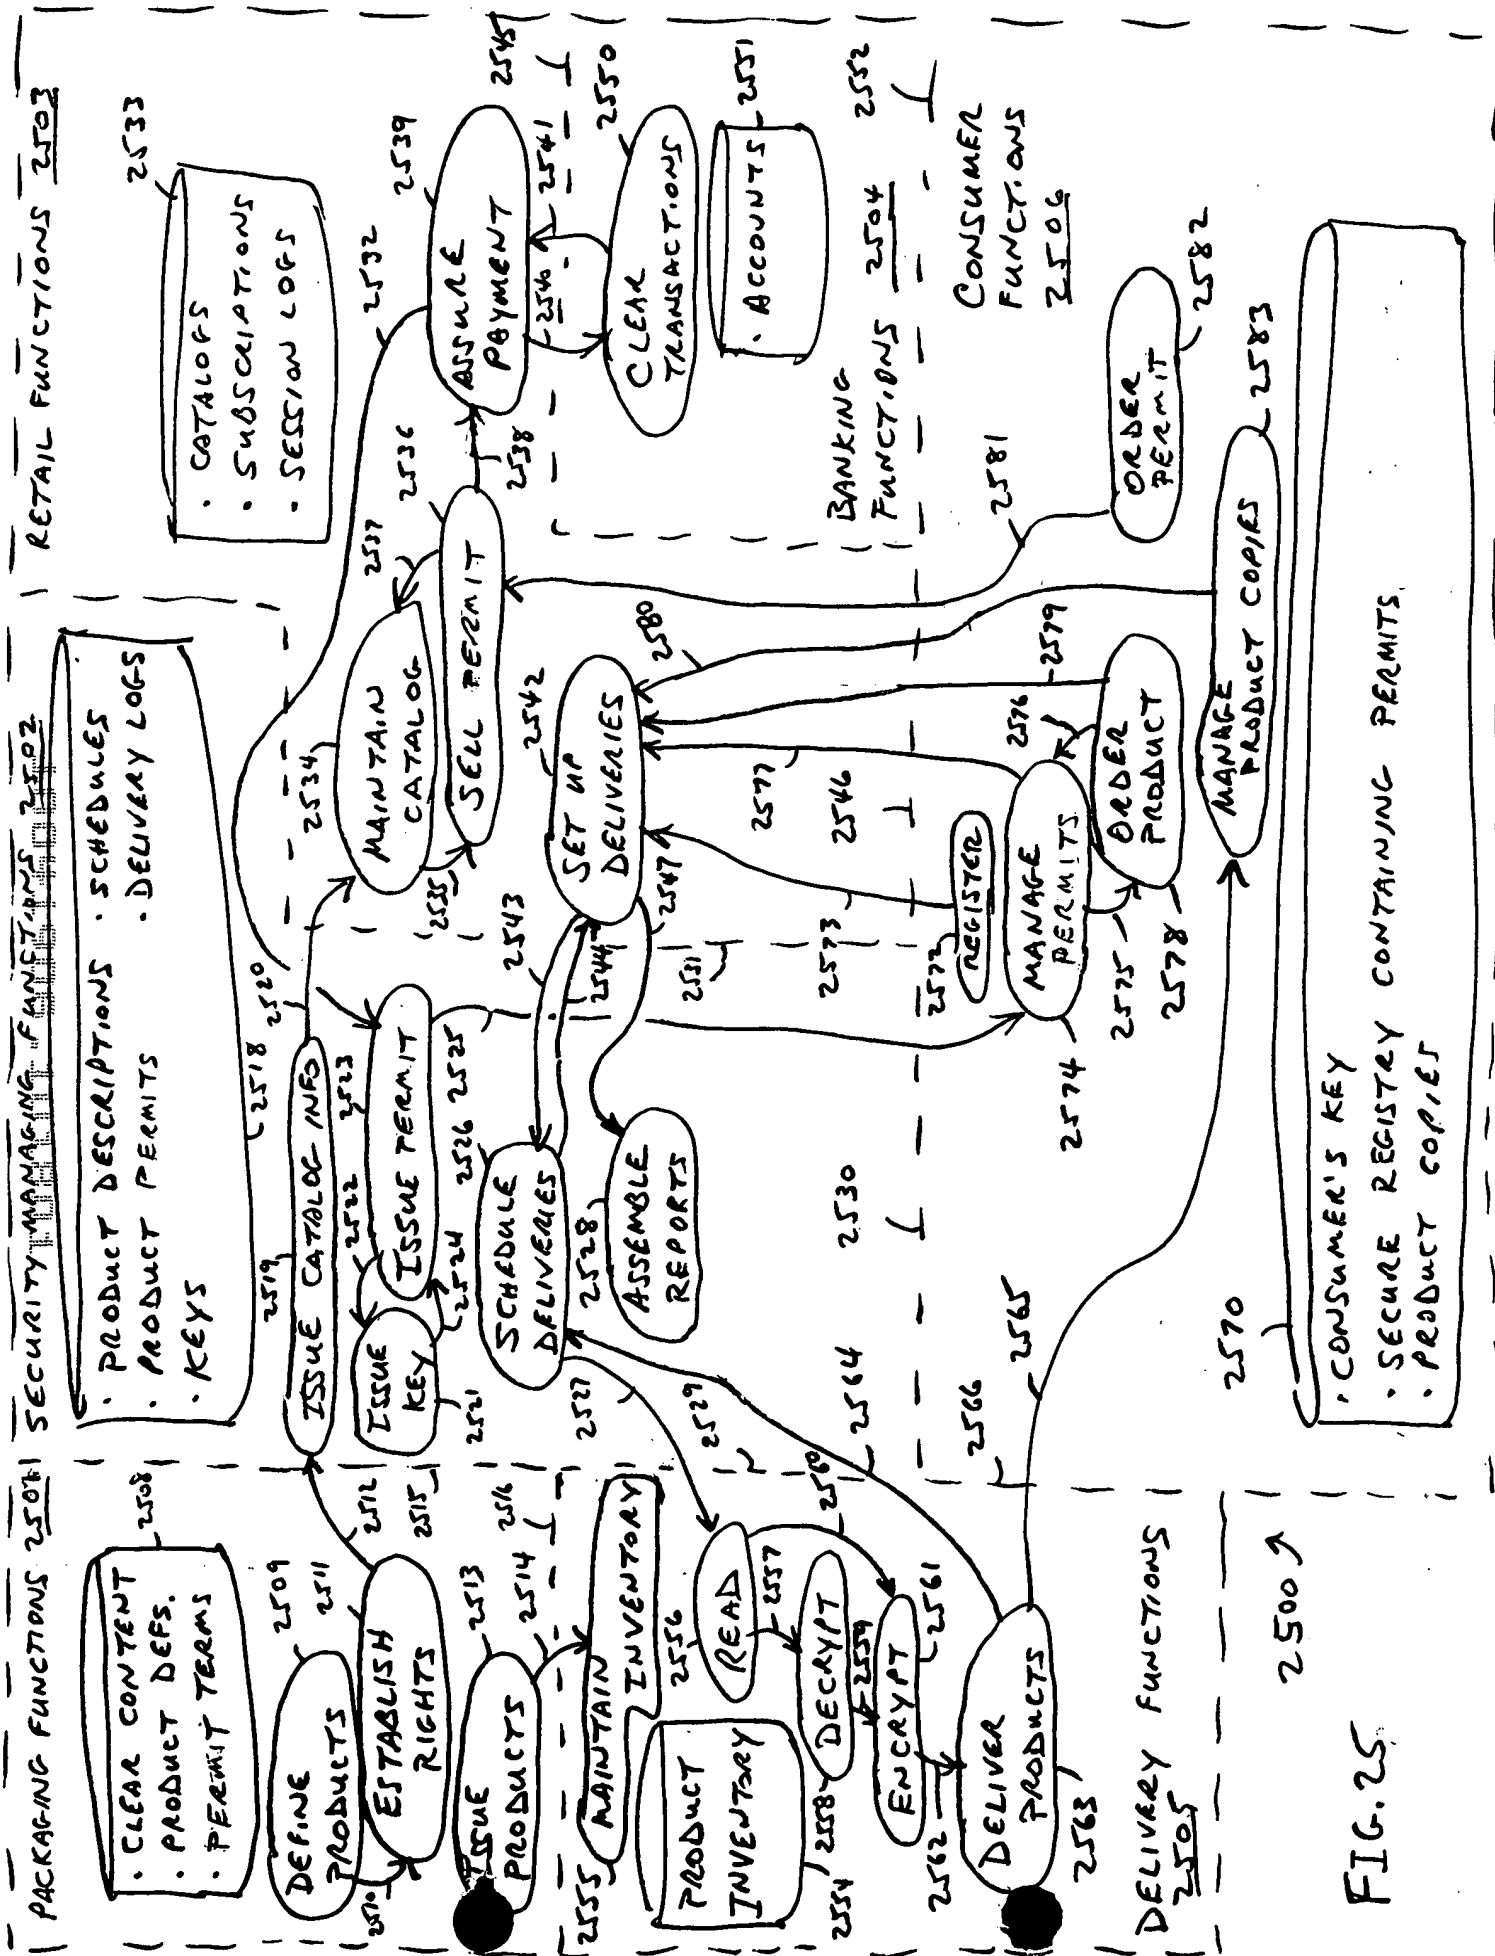 PACKAGING FUNCTIONS 2501
· CLEAR CONTENT
· PRODUCT DEFS.
· PERMIT TERMS
2508
DEFINE
PRODUCTS
2509
2510
2511
ESTABLISH
RIGHTS
2512
2515
ISSUE
PRODUCTS
2513
2514
2516
SECURITY MANAGING FUNCTIONS 2502
· PRODUCT DESCRIPTIONS · SCHEDULES
· PRODUCT PERMITS · DELIVERY LOGS
· KEYS
2518
2519
ISSUE CATALOG INFO
2520
2522
2523
ISSUE
KEY
2521
ISSUE PERMIT
2524
2525
2526
SCHEDULE
DELIVERIES
2527
2528
ASSEMBLE
REPORTS
2529
2530
2531
2543
2544
2547
RETAIL FUNCTIONS 2503
2533
· CATALOGS
· SUBSCRIPTIONS
· SESSION LOGS
2532
2534
MAINTAIN
CATALOG
2535
2537
2536
SELL PERMIT
2538
2539
ASSURE
PAYMENT
2540
2541
2545
2542
SET UP
DELIVERIES
2580
2577
2546
2573
BANKING
FUNCTIONS 2504
2550
CLEAR
TRANSACTIONS
2551
· ACCOUNTS
2552
CONSUMER
FUNCTIONS
2506
2572
REGISTER
MANAGE
PERMITS
2574
2575
2576
2578
ORDER
PRODUCT
2579
2581
ORDER
PERMIT
2582
MANAGE
PRODUCT COPIES
2583
2570
· CONSUMER'S KEY
· SECURE REGISTRY CONTAINING PERMITS
· PRODUCT COPIES
2555
MAINTAIN
INVENTORY
PRODUCT
INVENTORY
2554
2556
READ
2557
DECRYPT
2558
2559
2560
ENCRYPT
2561
2562
DELIVER
PRODUCTS
2563
2564
2565
2566
DELIVERY FUNCTIONS
2505
2500
FIG. 25